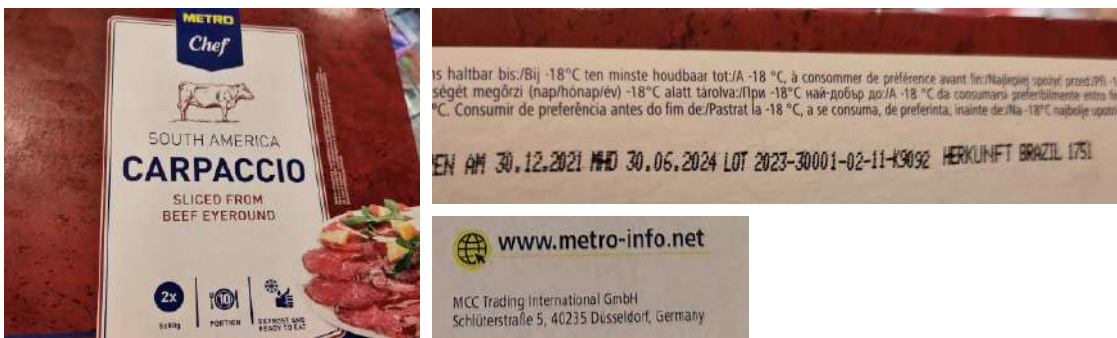 METRO
Chef
SOUTH AMERICA
CARPACCIO
SLICED FROM
BEEF EYEROUND
2x
5x80g
10
PORTION
DEFROST AND
READY TO EAT
s haltbar bis:/Bij -18°C ten minste houdbaar tot:/A -18 °C, à consommer de préférence avant fin:/Najlepiej spożyć przed:/Při
ségét megőrzi (nap/hónap/év) -18°C alatt tárolva:/При -18°C най-добър до:/A -18 °C da consumarsi preferibilmente entro
°C. Consumir de preferência antes do fim de:/Pastrat la -18 °C, a se consuma, de preferinta, inainte de:/Na -18°C najbolje
EN AM 30.12.2021 MHD 30.06.2024 LOT 2023-30001-02-11-K9092 HERKUNFT BRAZIL 1751
www.metro-info.net
MCC Trading International GmbH
Schlüterstraße 5, 40235 Düsseldorf, Germany